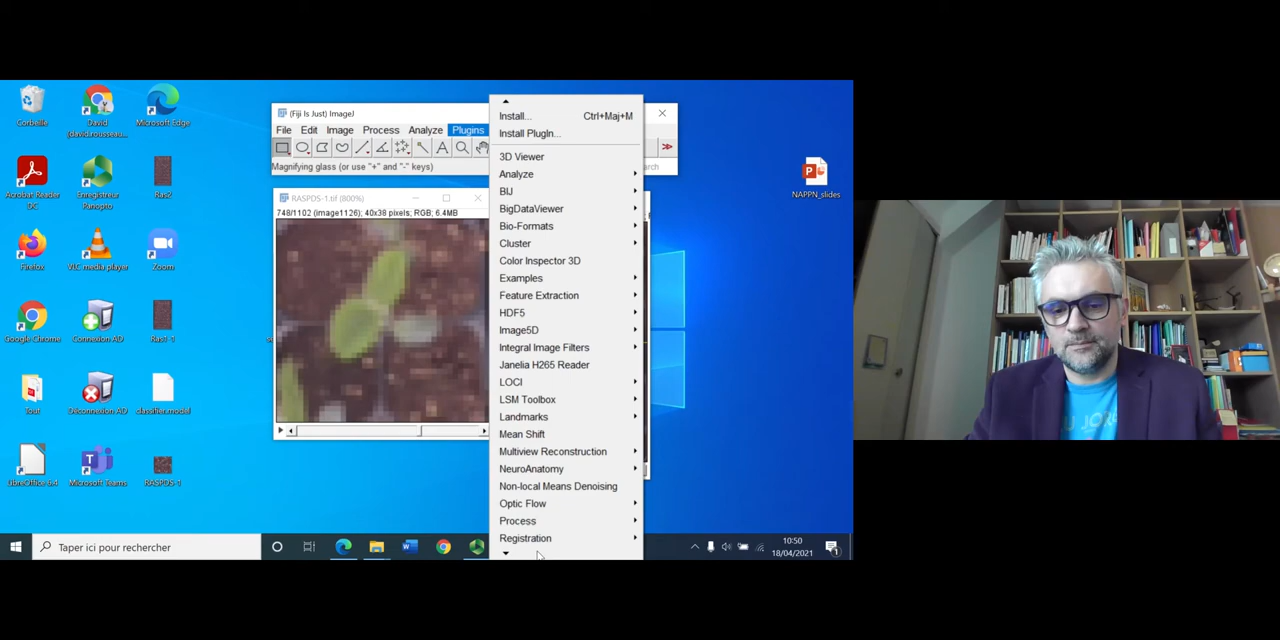 Corbeille
David
(david.rousseau...
Microsoft Edge
Acrobat Reader
DC
Enregistreur
Panopto
Ras2
Firefox
VLC media player
Zoom
Google Chrome
Connexion AD
Ras1-1
Tout
Déconnexion AD
classifier.model
LibreOffice 6.4
Microsoft Teams
RASPDS-1
(Fiji Is Just) ImageJ
File Edit Image Process Analyze Plugins
A
Magnifying glass (or use "+" and "-" keys)
RASPDS-1.tif (800%)
748/1102 (image1126); 40x38 pixels; RGB; 6.4MB
Install... Ctrl+Maj+M
Install PlugIn...
3D Viewer
Analyze
BIJ
BigDataViewer
Bio-Formats
Cluster
Color Inspector 3D
Examples
Feature Extraction
HDF5
Image5D
Integral Image Filters
Janelia H265 Reader
LOCI
LSM Toolbox
Landmarks
Mean Shift
Multiview Reconstruction
NeuroAnatomy
Non-local Means Denoising
Optic Flow
Process
Registration
NAPPN_slides
Taper ici pour rechercher
10:50
18/04/2021